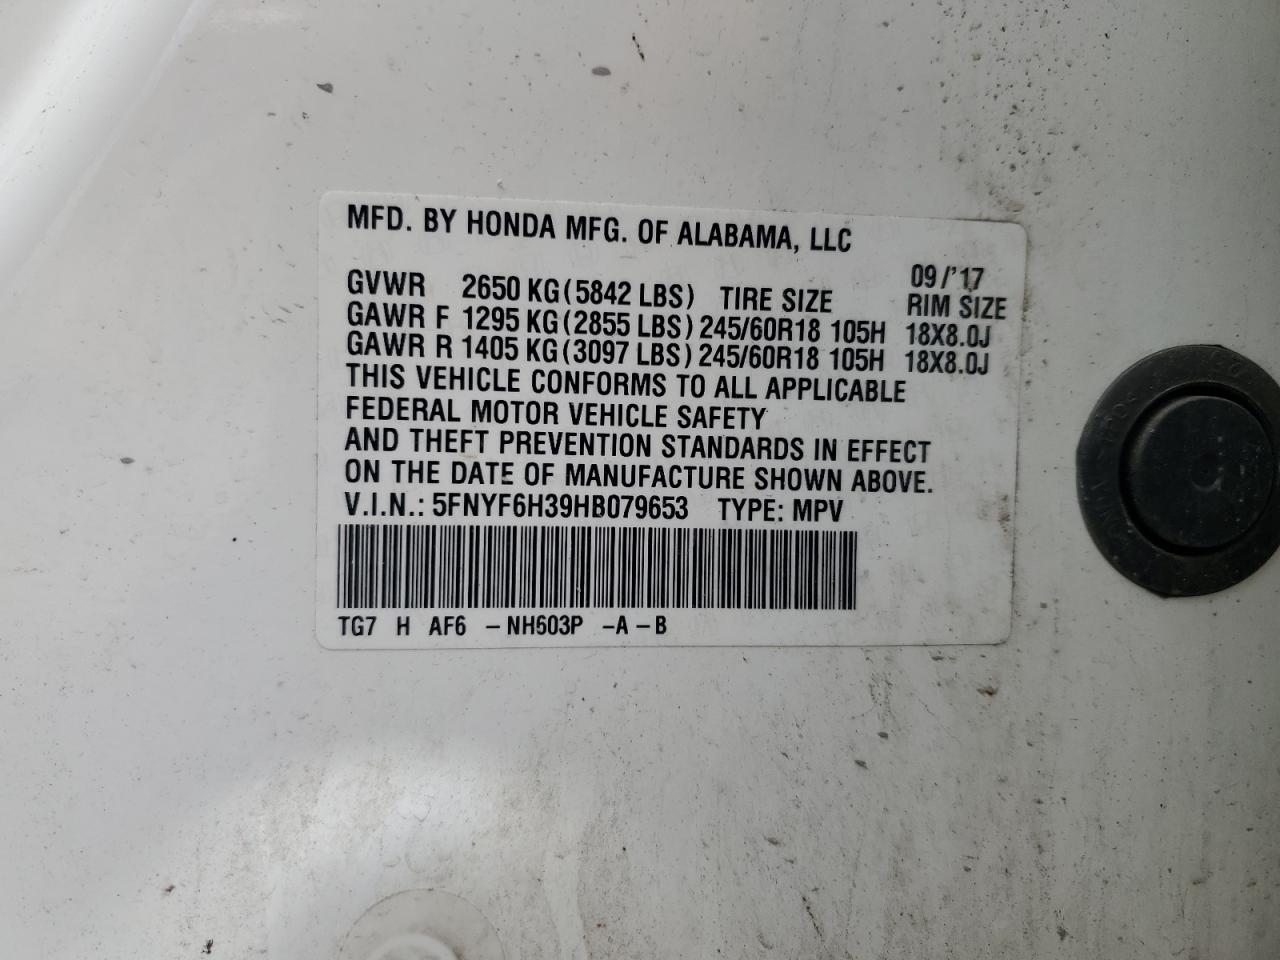 MFD. BY HONDA MFG. OF ALABAMA, LLC
09/'17
GVWR 2650 KG(5842 LBS) TIRE SIZE RIM SIZE
GAWR F 1295 KG(2855 LBS) 245/60R18 105H 18X8.0J
GAWR R 1405 KG(3097 LBS) 245/60R18 105H 18X8.0J
THIS VEHICLE CONFORMS TO ALL APPLICABLE
FEDERAL MOTOR VEHICLE SAFETY
AND THEFT PREVENTION STANDARDS IN EFFECT
ON THE DATE OF MANUFACTURE SHOWN ABOVE.
V.I.N.: 5FNYF6H39HB079653 TYPE: MPV
TG7 H AF6 -NH603P -A-B